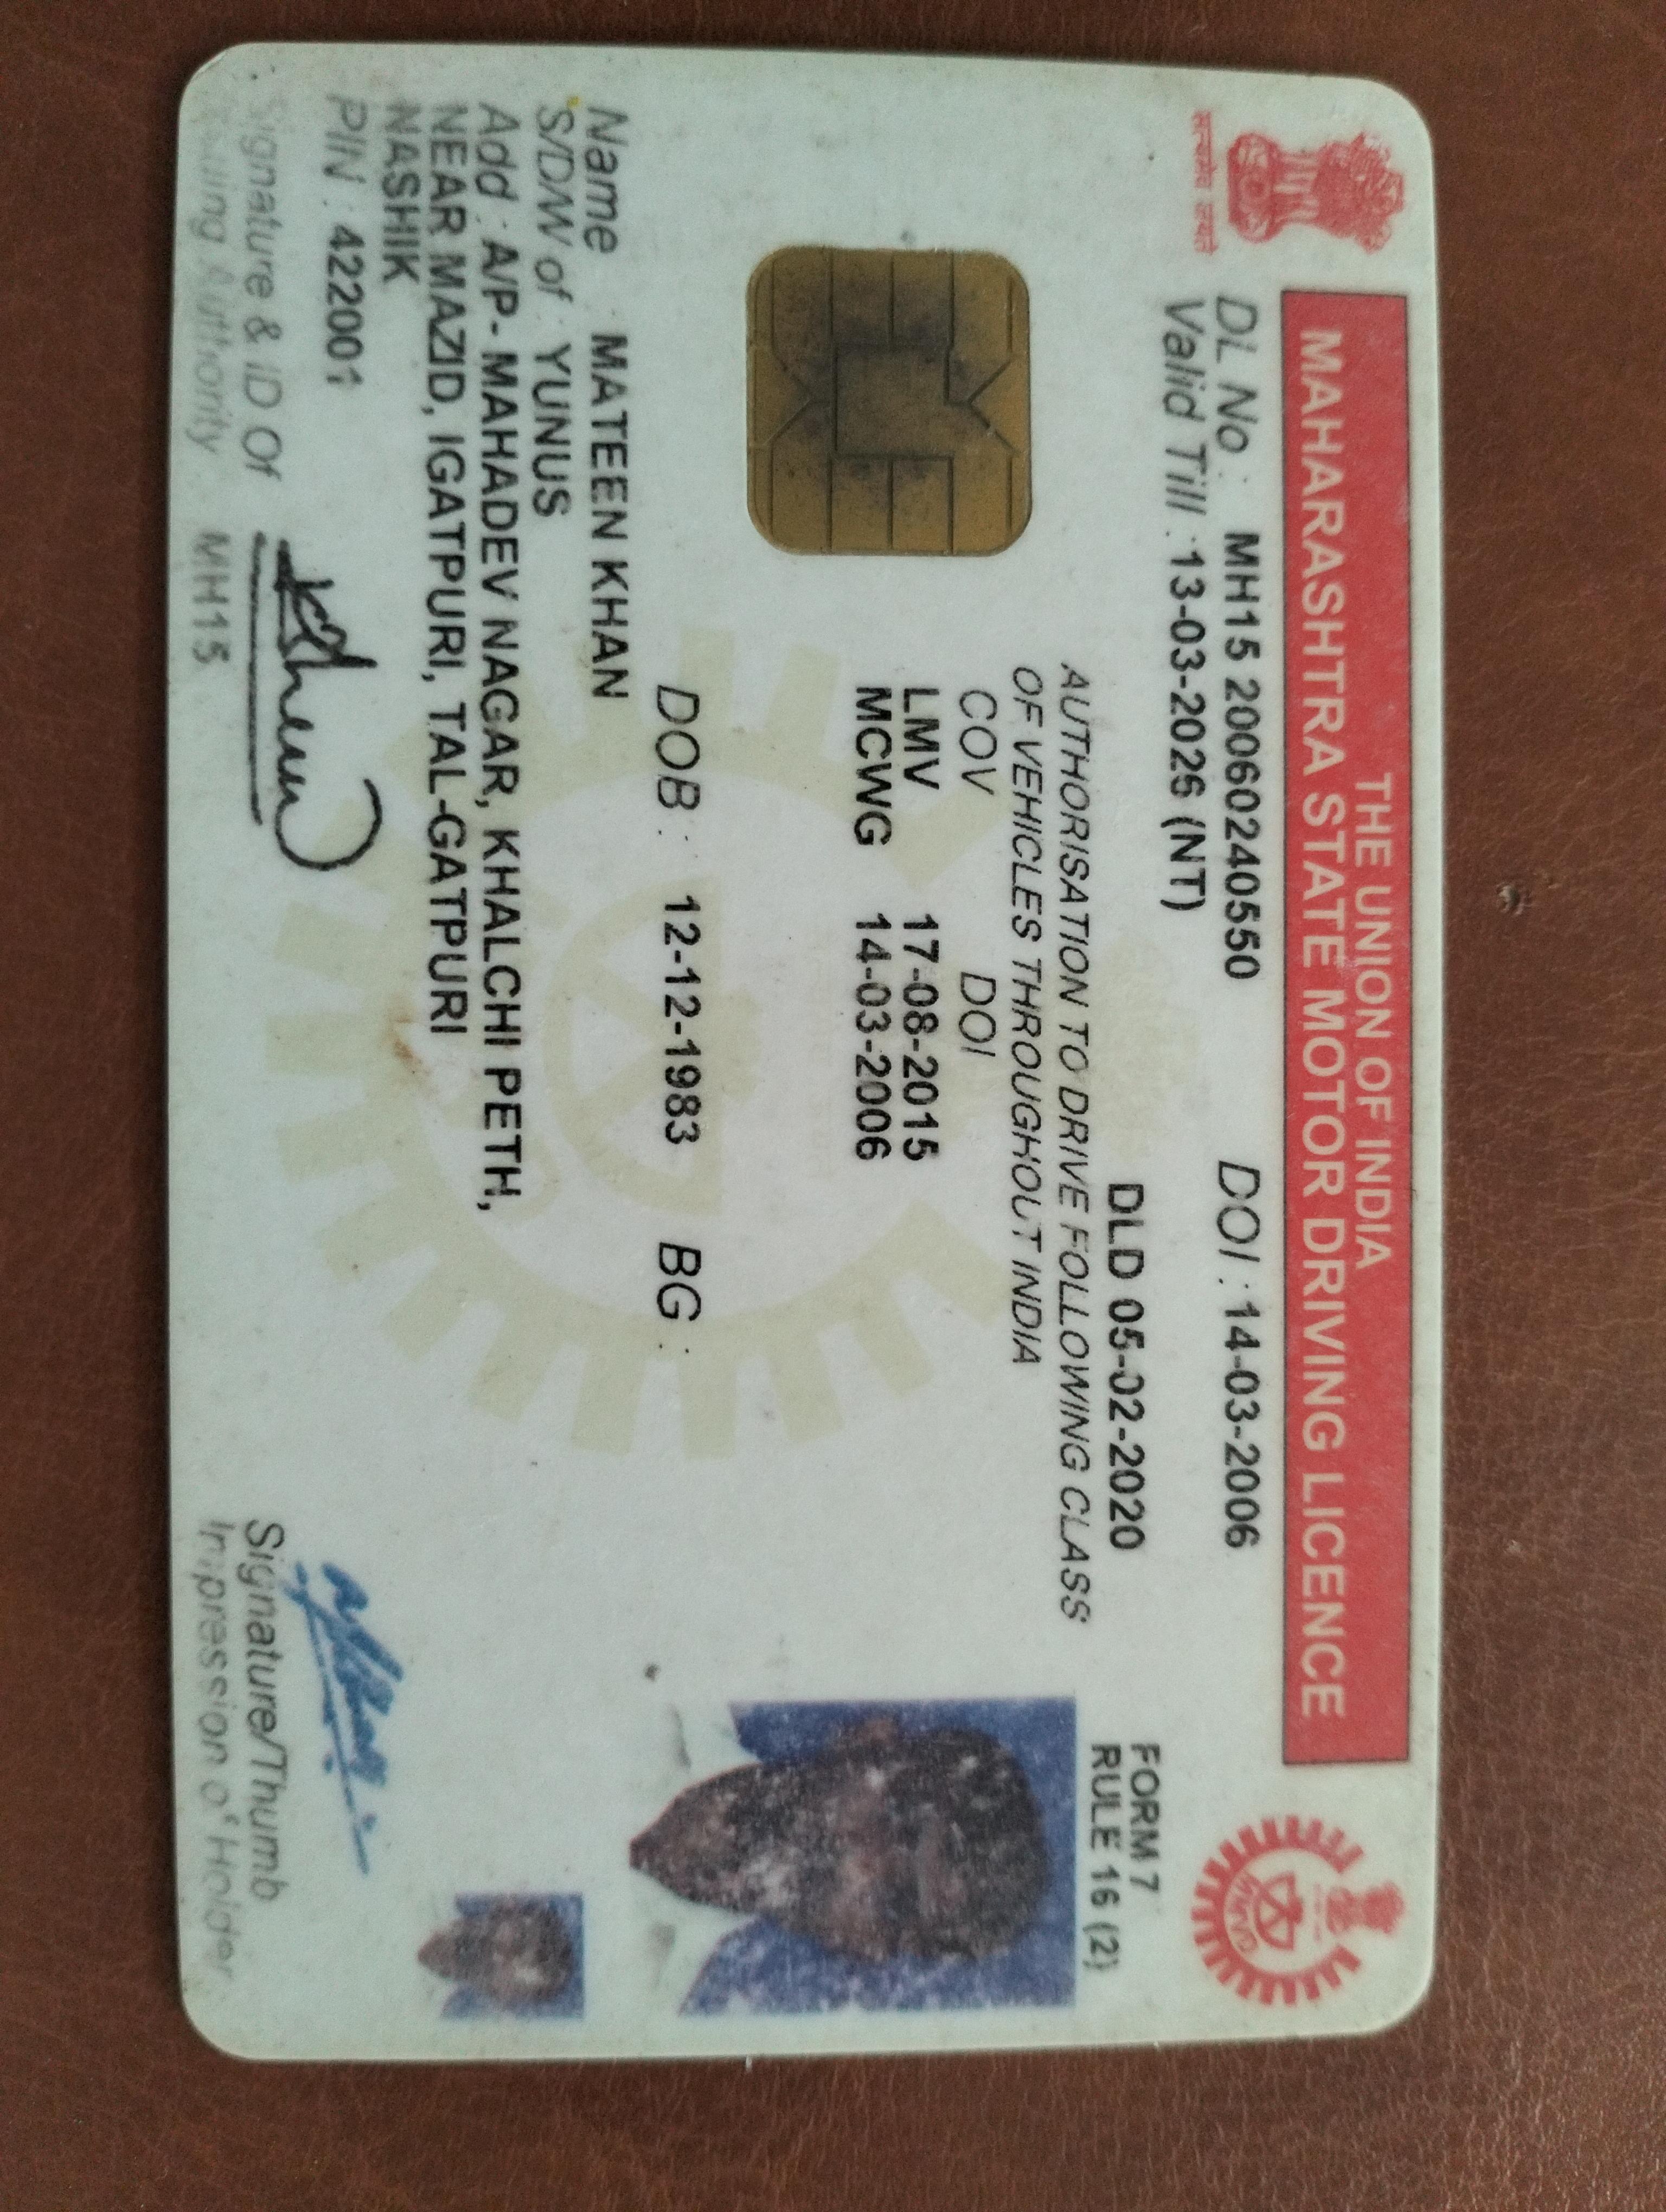 THE UNION OF INDIA
MAHARASHTRA STATE MOTOR DRIVING LICENCE
सत्यमेव जयते
DL No : MH15 20060240550 DOI : 14-03-2006
Valid Till : 13-03-2026 (NT)
DLD 05-02-2020
FORM 7
RULE 16 (2)
AUTHORISATION TO DRIVE FOLLOWING CLASS
OF VEHICLES THROUGHOUT INDIA
COV DOI
LMV 17-08-2015
MCWG 14-03-2006
DOB : 12-12-1983 BG :
Name : MATEEN KHAN
S/D/W of : YUNUS
Add : A/P- MAHADEV NAGAR, KHALCHI PETH,
NEAR MAZID, IGATPURI, TAL-GATPURI
NASHIK
PIN : 422001
Signature & ID Of
Issuing Authority : MH15
Signature/Thumb
Impression of Holder